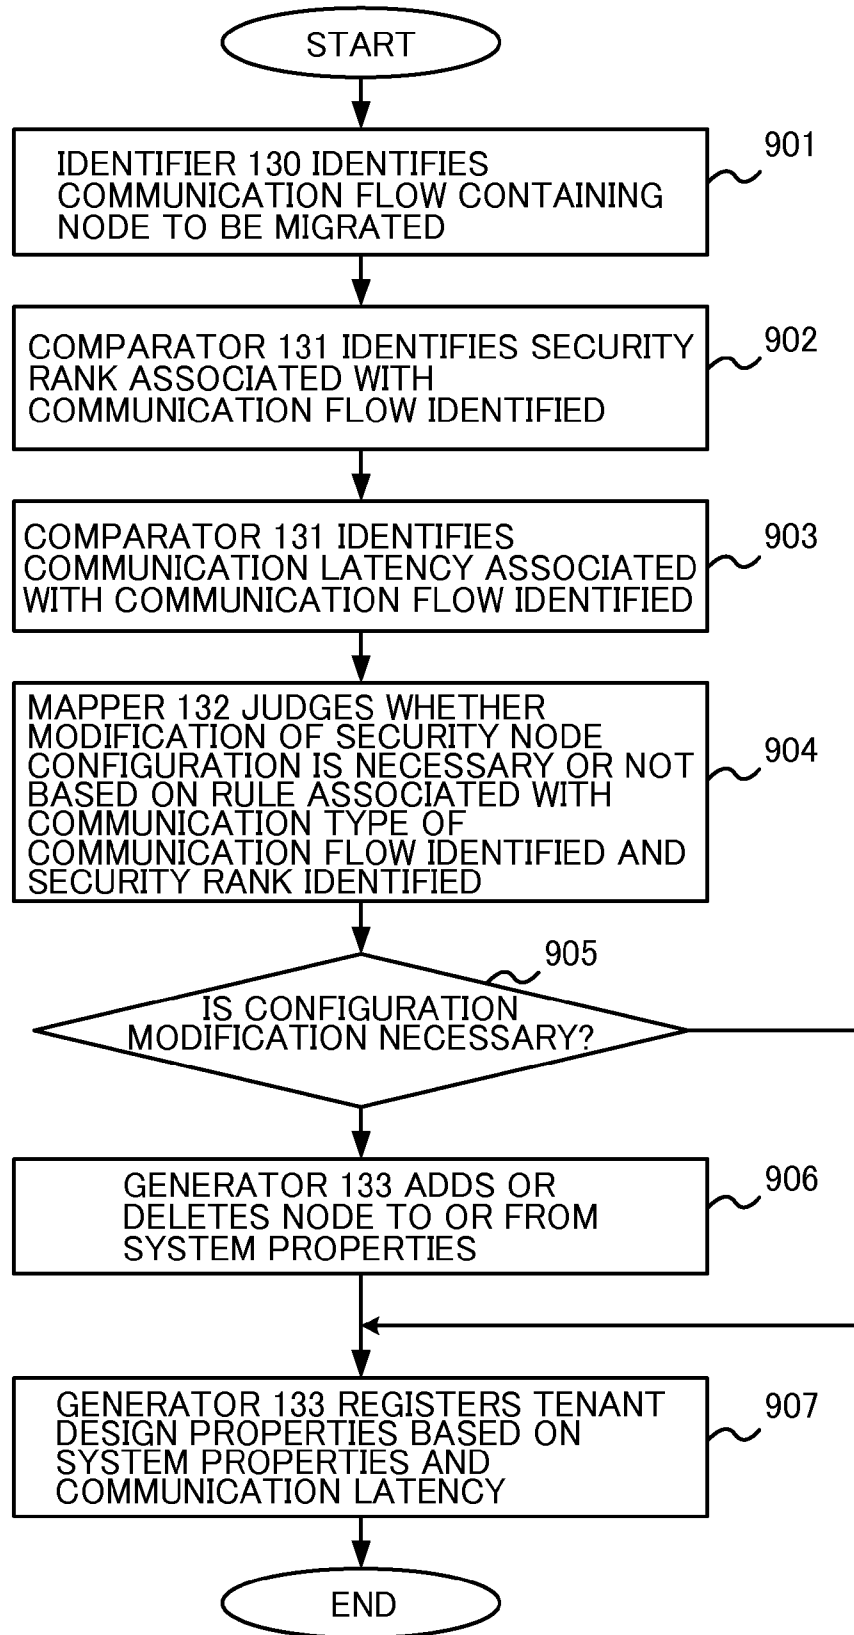 START
IDENTIFIER 130 IDENTIFIES
COMMUNICATION FLOW CONTAINING
NODE TO BE MIGRATED
901
COMPARATOR 131 IDENTIFIES SECURITY
RANK ASSOCIATED WITH
COMMUNICATION FLOW IDENTIFIED
902
COMPARATOR 131 IDENTIFIES
COMMUNICATION LATENCY ASSOCIATED
WITH COMMUNICATION FLOW IDENTIFIED
903
MAPPER 132 JUDGES WHETHER
MODIFICATION OF SECURITY NODE
CONFIGURATION IS NECESSARY OR NOT
BASED ON RULE ASSOCIATED WITH
COMMUNICATION TYPE OF
COMMUNICATION FLOW IDENTIFIED AND
SECURITY RANK IDENTIFIED
904
905
IS CONFIGURATION
MODIFICATION NECESSARY?
GENERATOR 133 ADDS OR
DELETES NODE TO OR FROM
SYSTEM PROPERTIES
906
GENERATOR 133 REGISTERS TENANT
DESIGN PROPERTIES BASED ON
SYSTEM PROPERTIES AND
COMMUNICATION LATENCY
907
END